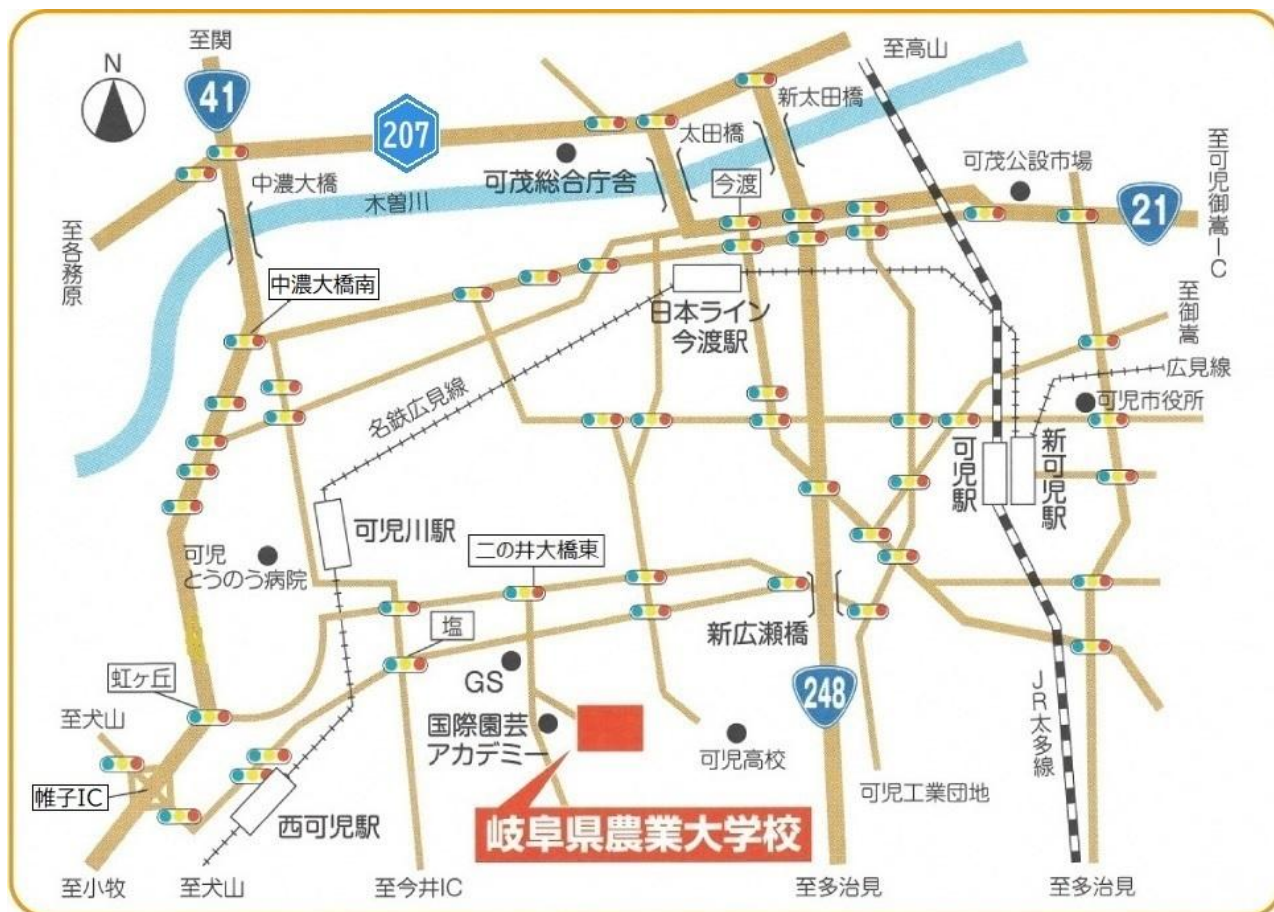 至関
N
41
207
至高山
新太田橋
太田橋
中濃大橋
木曽川
可茂総合庁舎
今渡
可茂公設市場
至可児御嵩IC
21
至各務原
中濃大橋南
日本ライン
今渡駅
至御嵩
広見線
名鉄広見線
可児市役所
可児駅
新可児駅
可児川駅
可児
とうのう病院
二の井大橋東
塩
新広瀬橋
虹ヶ丘
GS
248
JR太多線
至犬山
国際園芸
アカデミー
可児高校
可児工業団地
帷子IC
西可児駅
岐阜県農業大学校
至小牧
至犬山
至今井IC
至多治見
至多治見